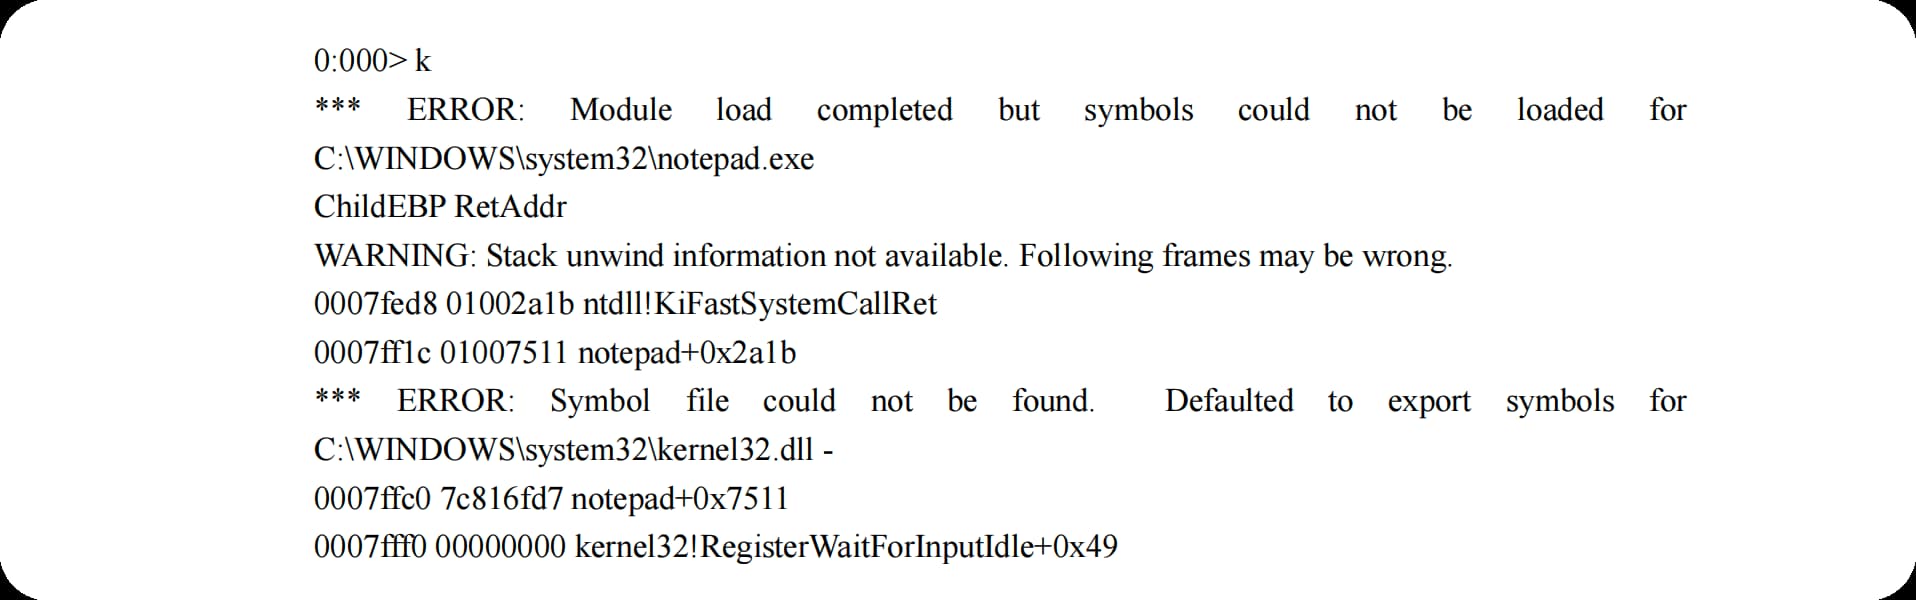 0:000> k
*** ERROR: Module load completed but symbols could not be loaded for
C:\WINDOWS\system32\notepad.exe
ChildEBP RetAddr
WARNING: Stack unwind information not available. Following frames may be wrong.
0007fed8 01002a1b ntdll!KiFastSystemCallRet
0007ff1c 01007511 notepad+0x2a1b
*** ERROR: Symbol file could not be found. Defaulted to export symbols for
C:\WINDOWS\system32\kernel32.dll -
0007ffc0 7c816fd7 notepad+0x7511
0007fff0 00000000 kernel32!RegisterWaitForInputIdle+0x49